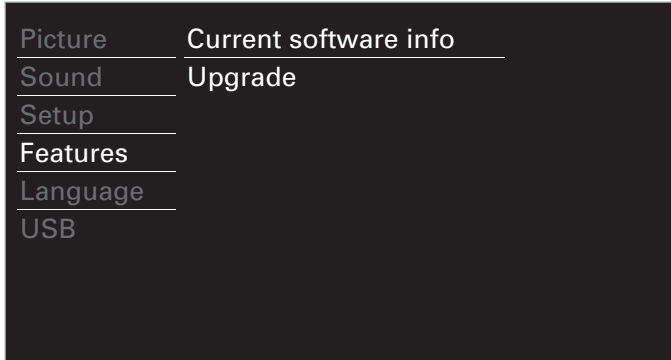 Picture
Sound
Setup
Features
Language
USB
Current software info
Upgrade